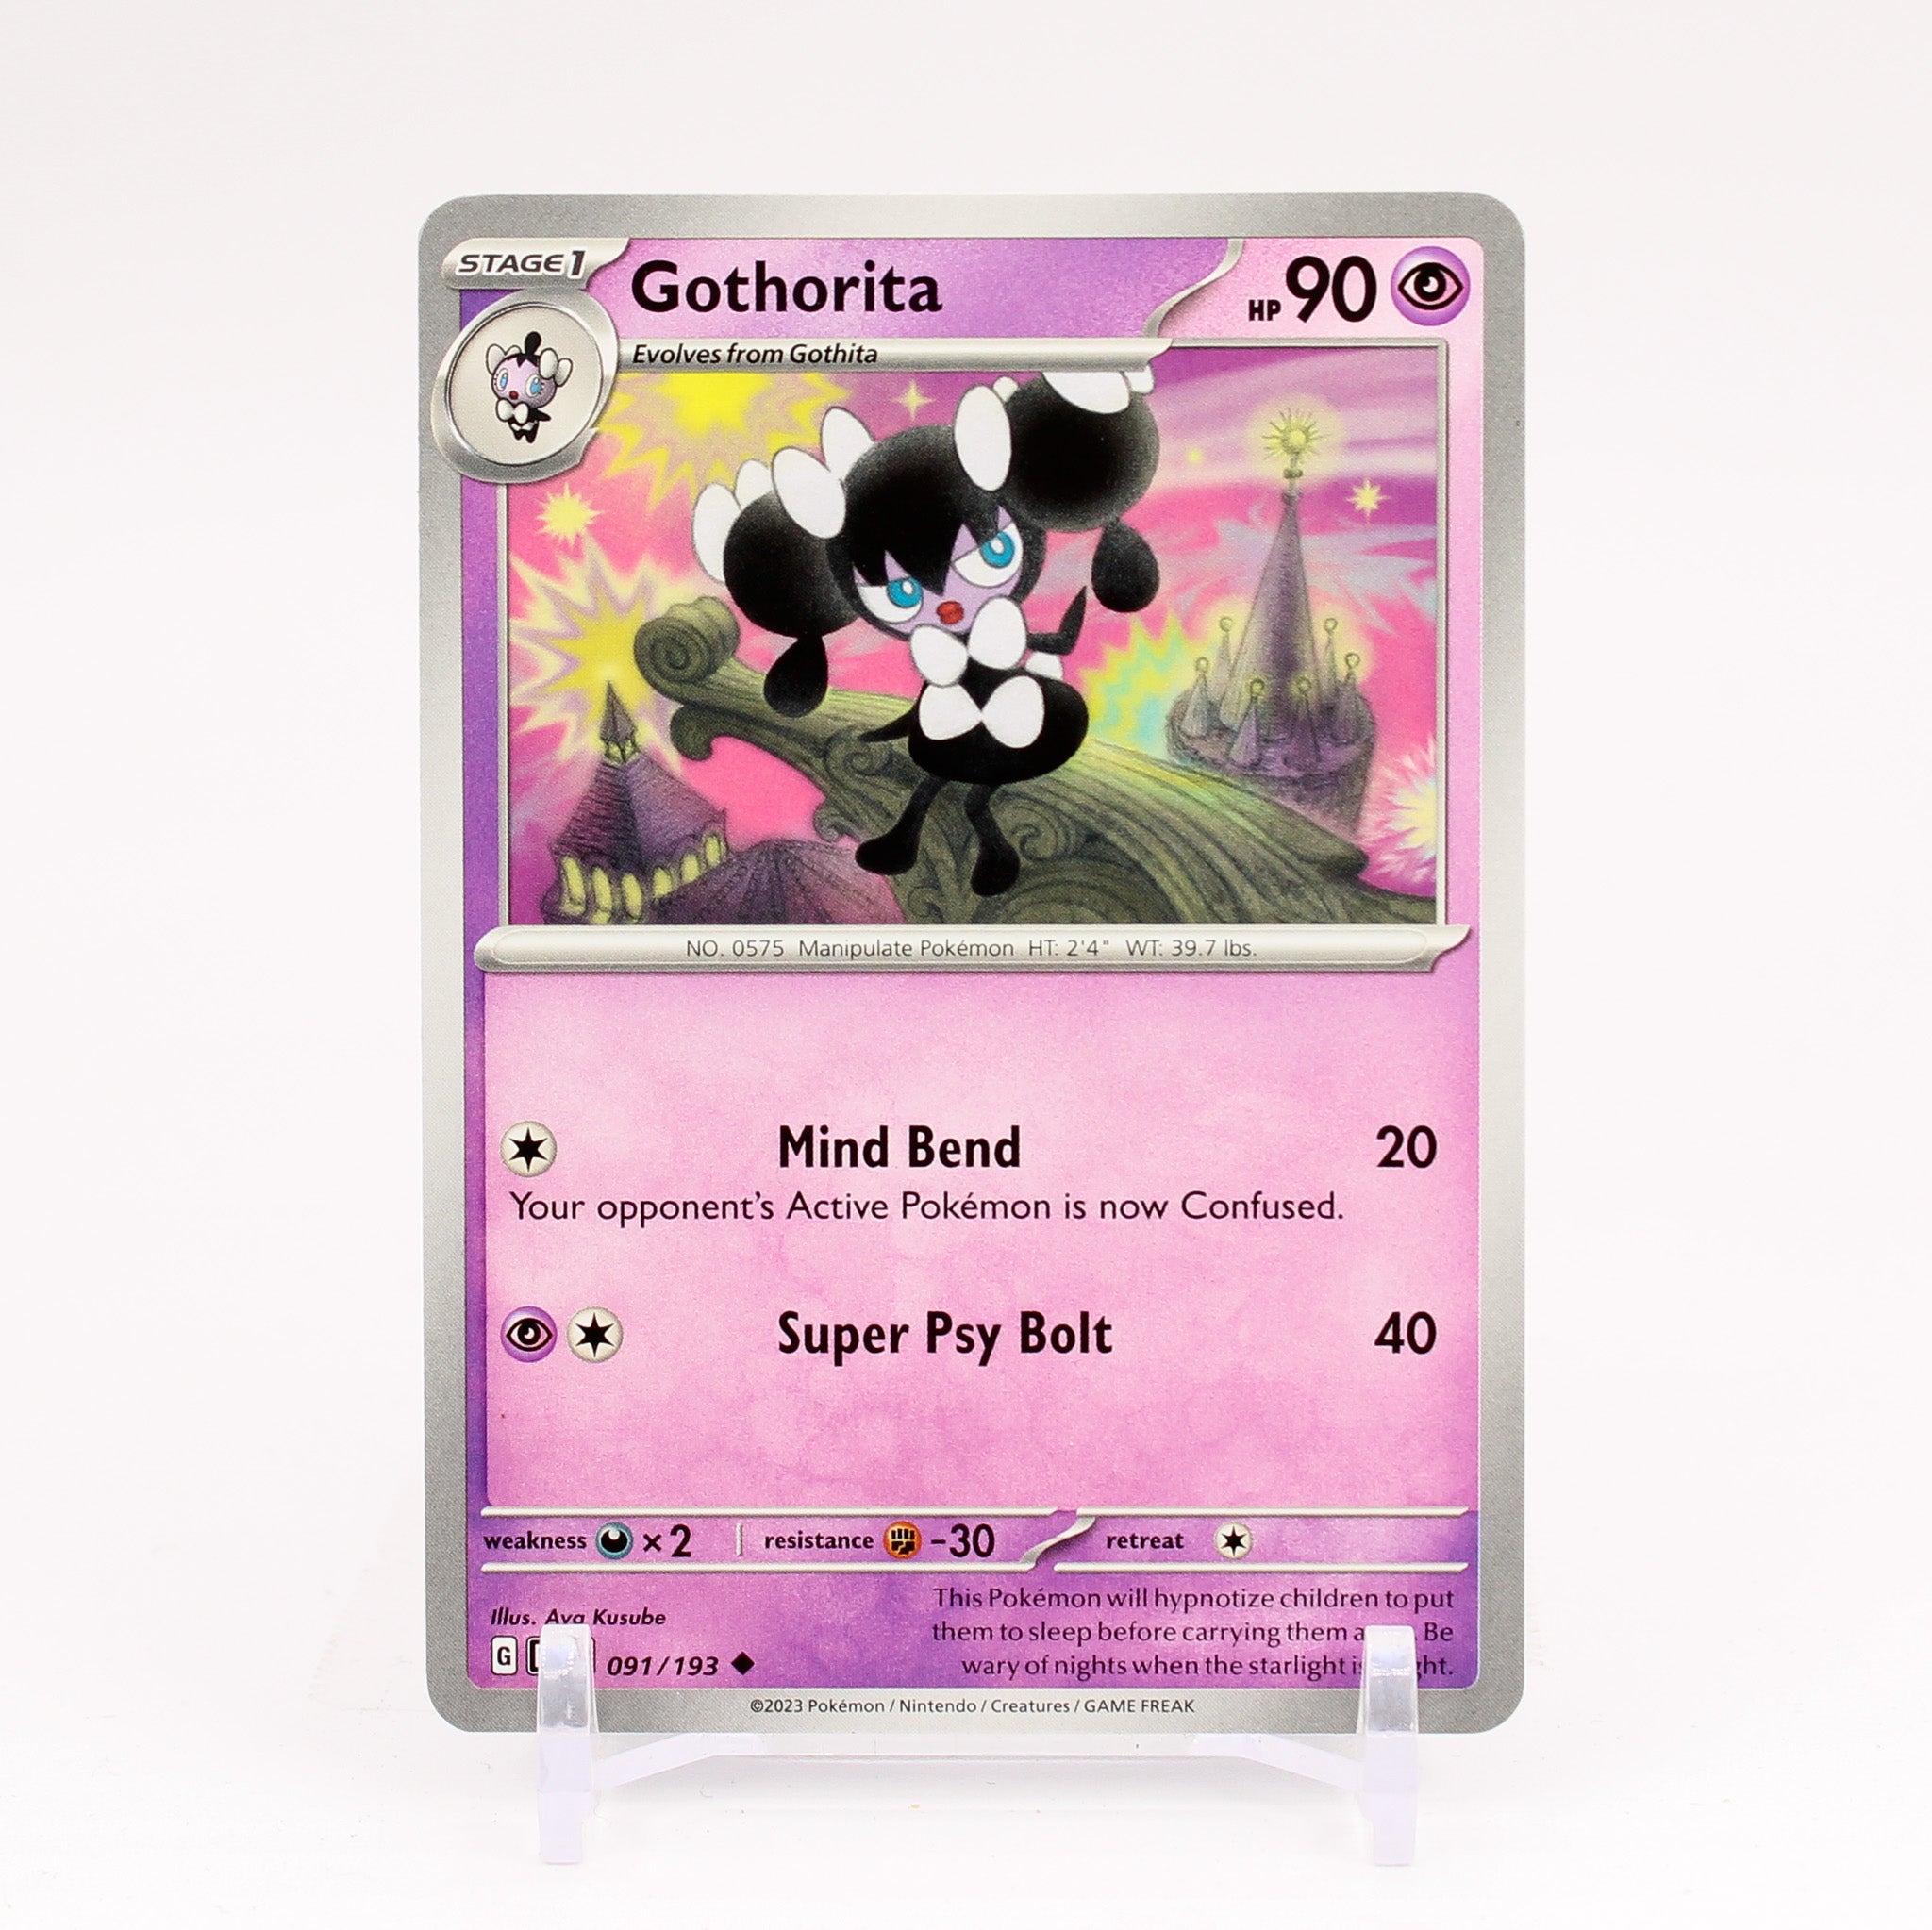 STAGE 1
Gothorita
HP 90
Evolves from Gothita
NO. 0575 Manipulate Pokémon HT: 2'4" WT: 39.7 lbs.
Mind Bend 20
Your opponent's Active Pokémon is now Confused.
Super Psy Bolt 40
weakness ×2 resistance -30 retreat
Illus. Aya Kusube
This Pokémon will hypnotize children to put
them to sleep before carrying them Be
wary of nights when the starlight
G 091/193
©2023 Pokémon / Nintendo / Creatures / GAME FREAK